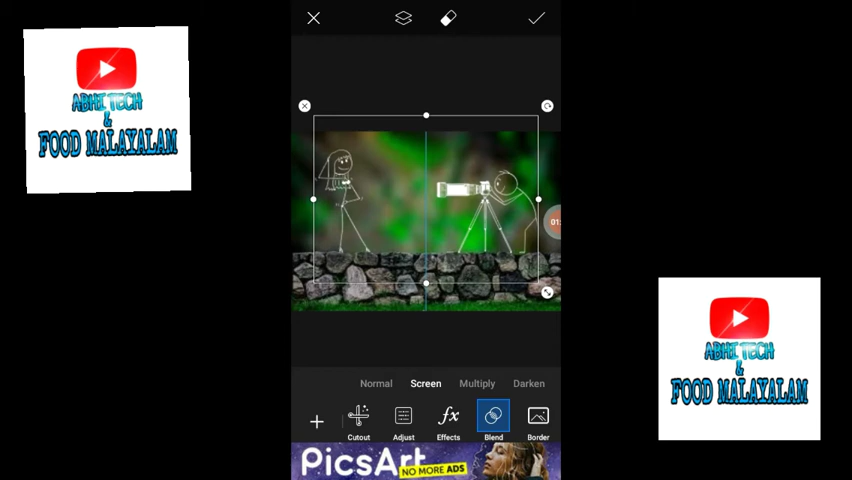 ABHI TECH
&
FOOD MALAYALAM
01:
Normal Screen Multiply Darken
Cutout Adjust fx Effects Blend Border
PicsArt
NO MORE ADS
ABHI TECH
&
FOOD MALAYALAM